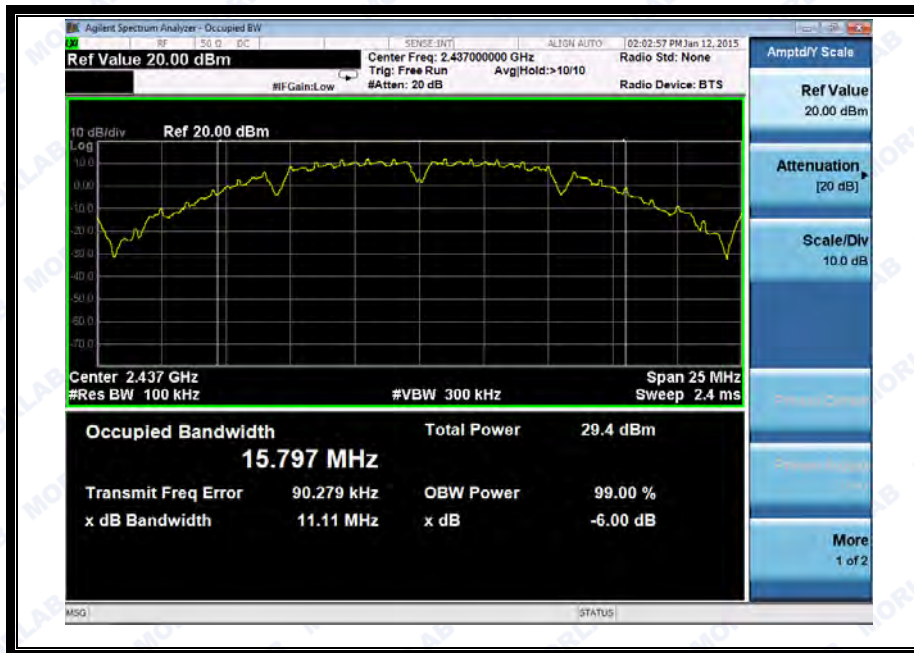 Agilent Spectrum Analyzer - Occupied BW
LXI RF 50 Ω DC SENSE:INT ALIGN AUTO 02:02:57 PM Jan 12, 2015
Ref Value 20.00 dBm
Center Freq: 2.437000000 GHz
Radio Std: None
Trig: Free Run Avg|Hold:>10/10
#IFGain:Low #Atten: 20 dB Radio Device: BTS
10 dB/div Ref 20.00 dBm
Log
10.0
0.00
-10.0
-20.0
-30.0
-40.0
-50.0
-60.0
-70.0
Center 2.437 GHz Span 25 MHz
#Res BW 100 kHz #VBW 300 kHz Sweep 2.4 ms
Occupied Bandwidth Total Power 29.4 dBm
15.797 MHz
Transmit Freq Error 90.279 kHz OBW Power 99.00 %
x dB Bandwidth 11.11 MHz x dB -6.00 dB
MSG STATUS
Amptd/Y Scale
Ref Value
20.00 dBm
Attenuation
[20 dB]
Scale/Div
10.0 dB
More
1 of 2
MORLAB